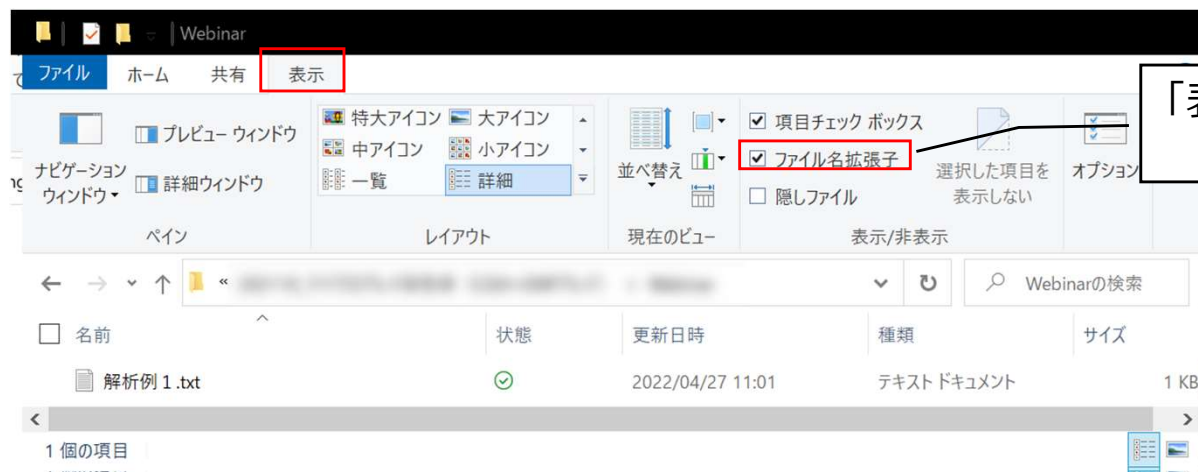 Webinar
ファイル ホーム 共有 表示
「表
ナビゲーション
ウィンドウ
プレビュー ウィンドウ
詳細ウィンドウ
特大アイコン 大アイコン
中アイコン 小アイコン
一覧 詳細
並べ替え
項目チェック ボックス
ファイル名拡張子
隠しファイル
選択した項目を
表示しない
オプション
ペイン レイアウト 現在のビュー 表示/非表示
« Webinarの検索
名前 状態 更新日時 種類 サイズ
解析例 1 .txt 2022/04/27 11:01 テキスト ドキュメント 1 KB
1 個の項目